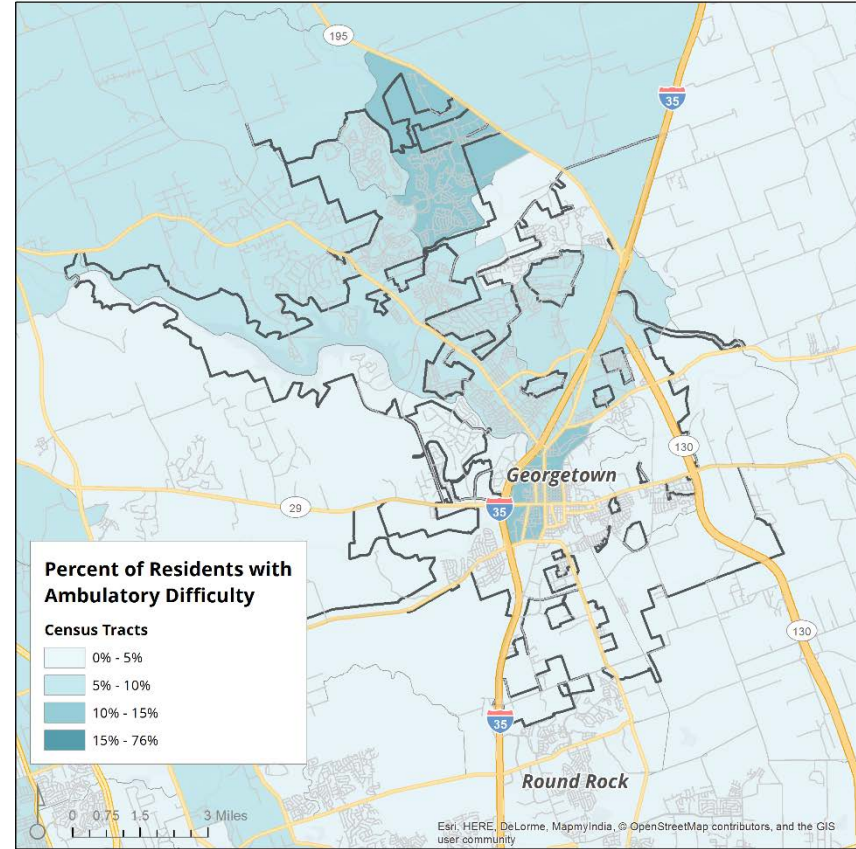 195
35
130
Georgetown
29
35
Percent of Residents with
Ambulatory Difficulty
Census Tracts
0% - 5%
5% - 10%
10% - 15%
15% - 76%
130
35
Round Rock
0 0.75 1.5 3 Miles
Esri, HERE, DeLorme, MapmyIndia, © OpenStreetMap contributors, and the GIS
user community